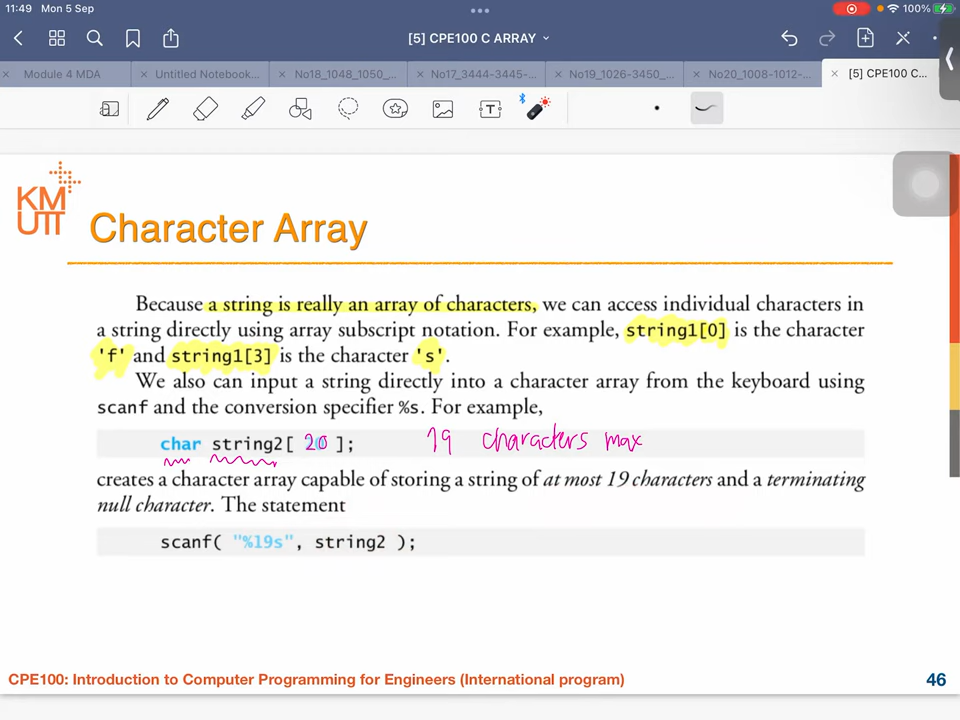 11:49 Mon 5 Sep
100%
[5] CPE100 C ARRAY
Module 4 MDA
Untitled Notebook...
No18_1048_1050_...
No17_3444-3445-...
No19_1026-3450_...
No20_1008-1012-...
[5] CPE100 C...
KM
UTT
Character Array
Because a string is really an array of characters, we can access individual characters in
a string directly using array subscript notation. For example, string1[0] is the character
'f' and string1[3] is the character 's'.
We also can input a string directly into a character array from the keyboard using
scanf and the conversion specifier %s. For example,
char string2[ 20 ]; 19 characters max
creates a character array capable of storing a string of at most 19 characters and a terminating
null character. The statement
scanf( "%19s", string2 );
CPE100: Introduction to Computer Programming for Engineers (International program)
46